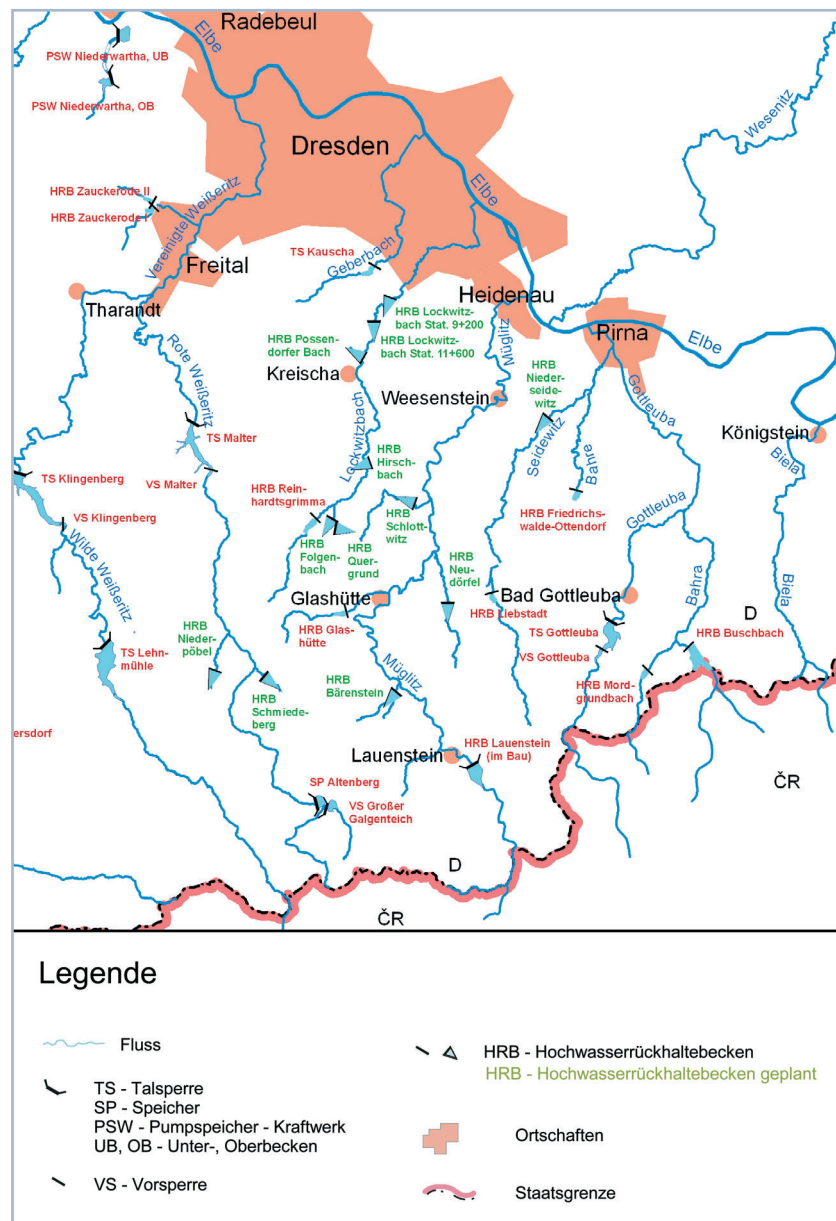 Radebeul
Elbe
PSW Niederwartha, UB
PSW Niederwartha, OB
Wesenitz
Dresden
Elbe
HRB Zauckerode II
HRB Zauckerode I
Vereinigte Weißeritz
TS Kauscha
Geberbach
Freital
Heidenau
Tharandt
HRB Lockwitz-
bach Stat. 9+200
HRB Possen-
dorfer Bach
HRB Lockwitz-
bach Stat. 11+600
Müglitz
Pirna
Elbe
Rote Weißeritz
Kreischa
HRB
Nieder-
seide-
witz
Weesenstein
Gottleuba
Königstein
TS Malter
Lockwitzbach
Seidewitz
Bahre
Biela
HRB
Hirsch-
bach
VS Malter
TS Klingenberg
HRB Rein-
hardtsgrimma
HRB
Schlott-
witz
HRB Friedrichs-
walde-Ottendorf
Gottleuba
VS Klingenberg
HRB
Folgen-
bach
HRB
Quer-
grund
HRB
Neu-
dörfel
Wilde Weißeritz
Glashütte
Bad Gottleuba
Bahra
Biela
HRB Liebstadt
D
HRB Glas-
hütte
TS Gottleuba
HRB Buschbach
HRB
Nieder-
pöbel
TS Lehn-
mühle
VS Gottleuba
Müglitz
HRB Mord-
grundbach
HRB
Bärenstein
HRB
Schmiede-
berg
ersdorf
Lauenstein
HRB Lauenstein
(im Bau)
SP Altenberg
ČR
VS Großer
Galgenteich
D
ČR
Legende
Fluss
TS - Talsperre
SP - Speicher
PSW - Pumpspeicher - Kraftwerk
UB, OB - Unter-, Oberbecken
VS - Vorsperre
HRB - Hochwasserrückhaltebecken
HRB - Hochwasserrückhaltebecken geplant
Ortschaften
Staatsgrenze